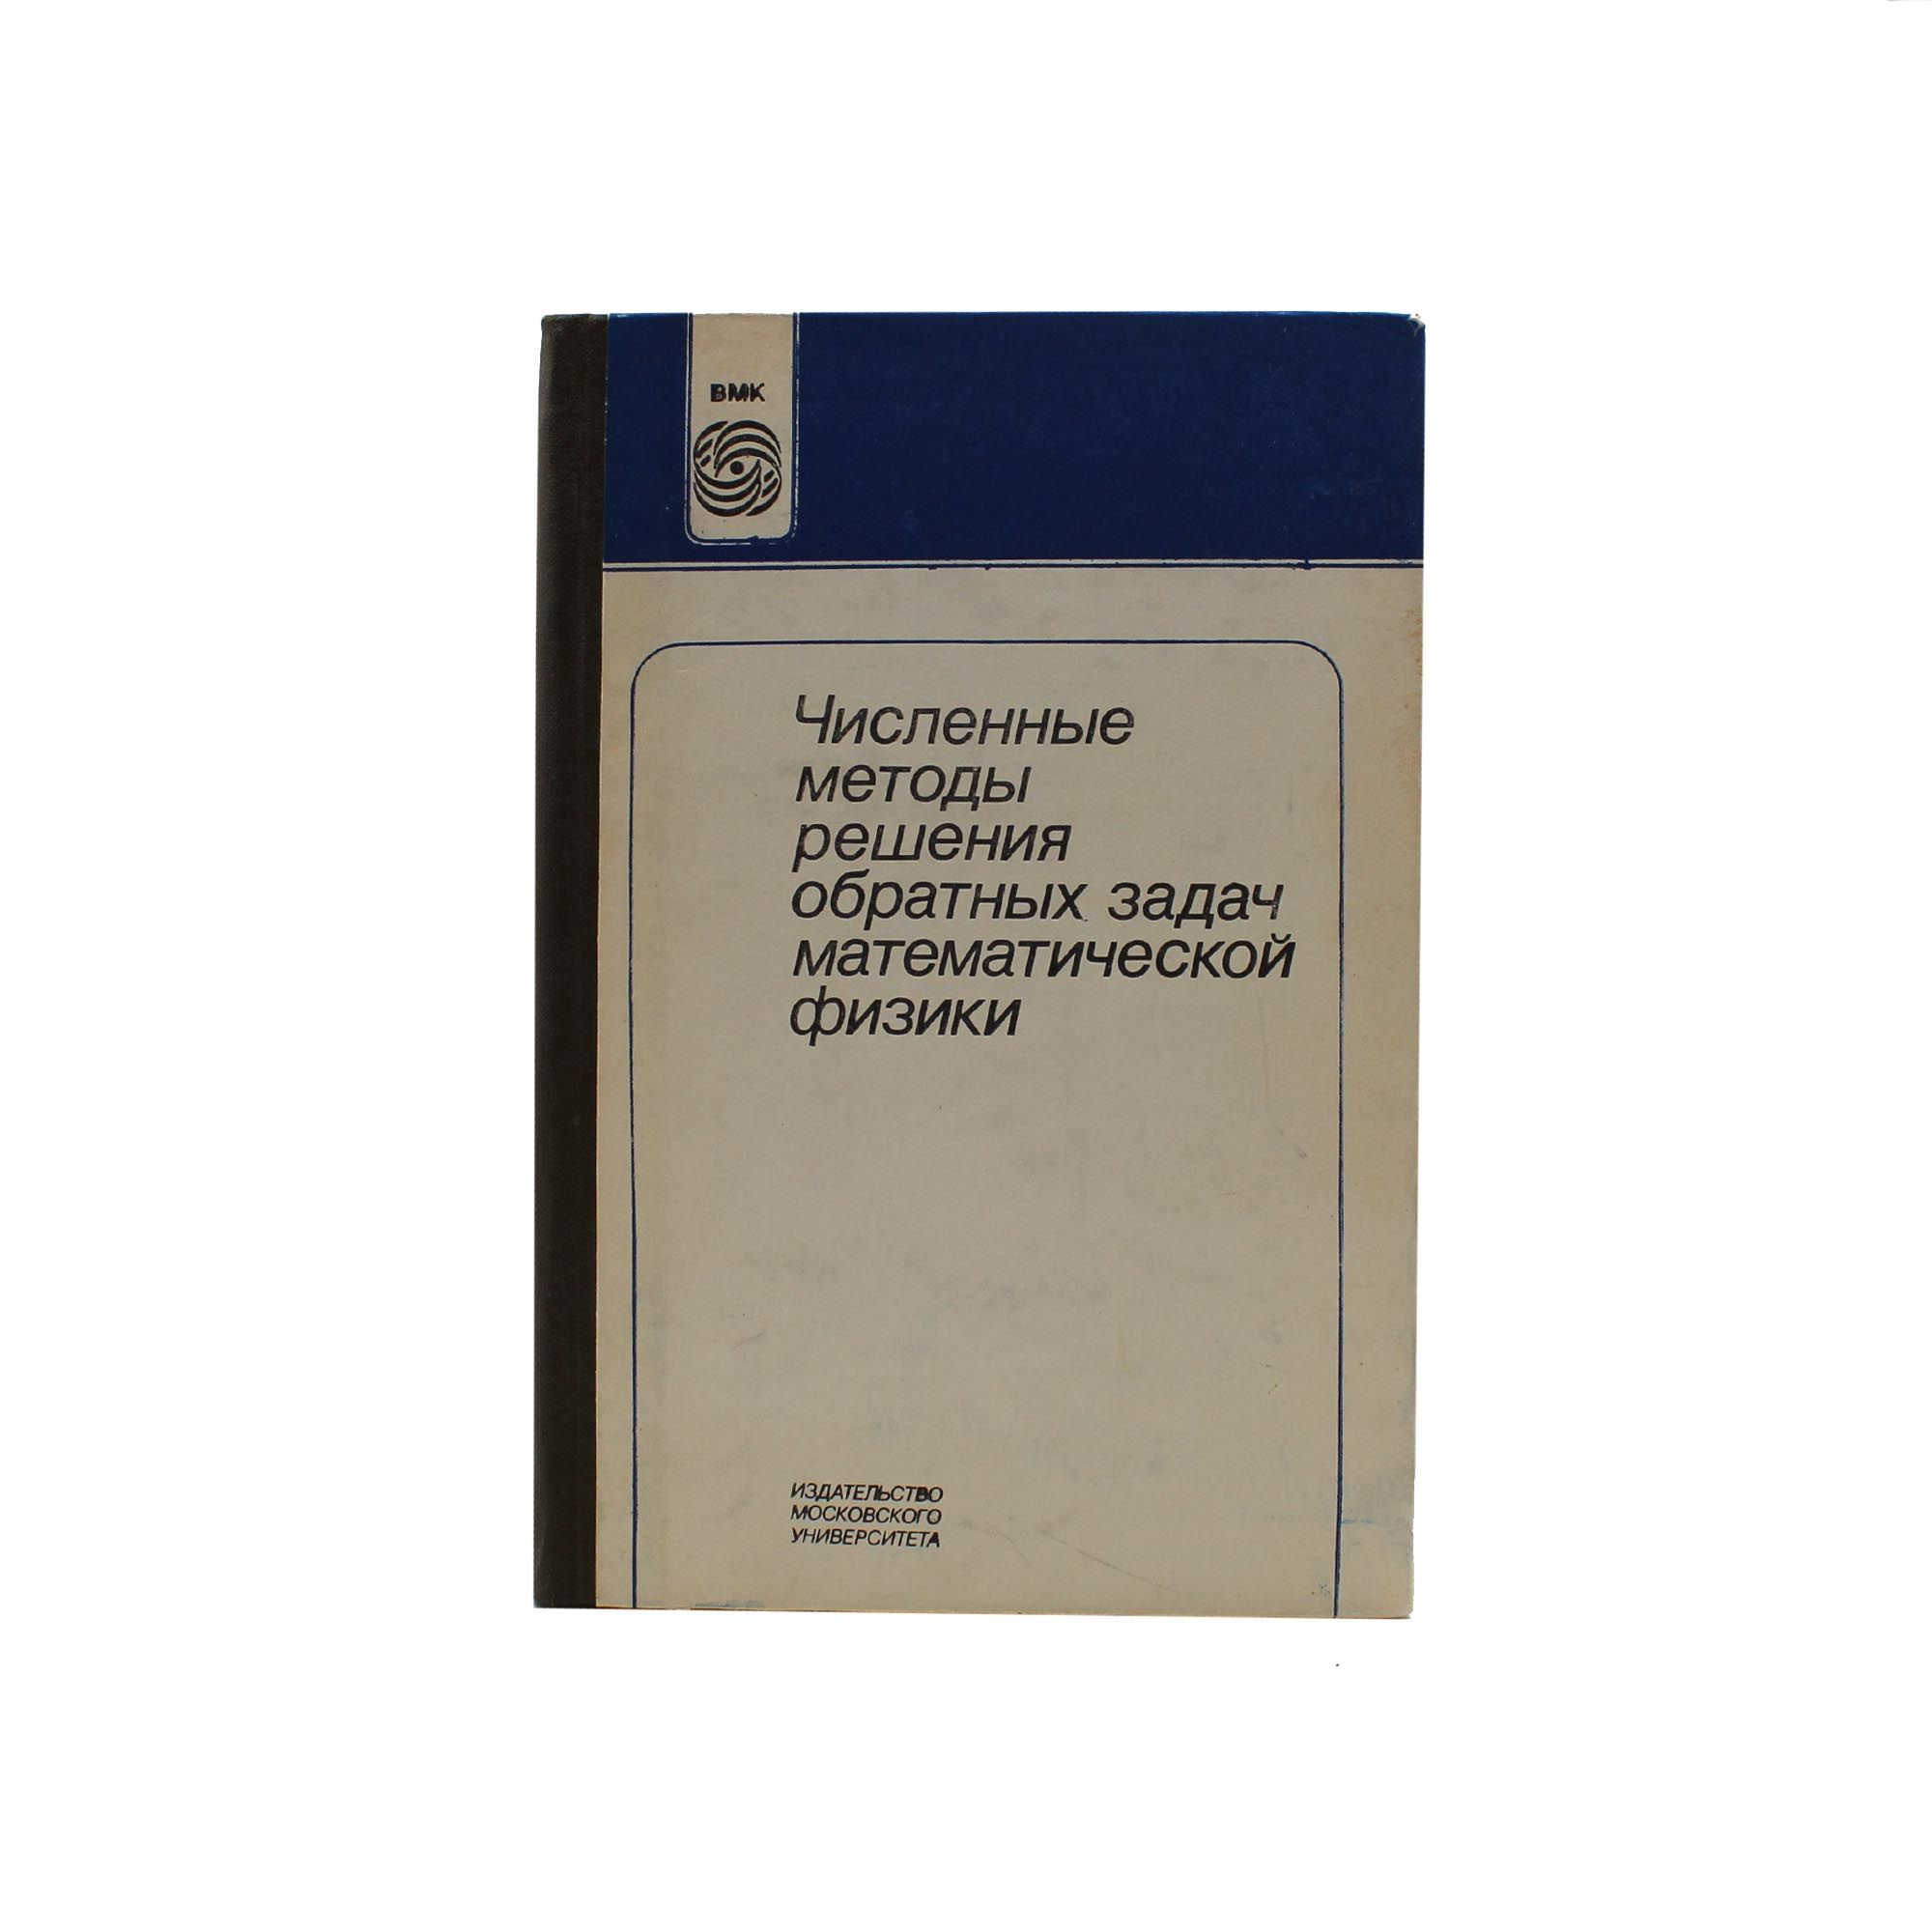 ВМК
Численные
методы
решения
обратных задач
математической
физики
ИЗДАТЕЛЬСТВО
МОСКОВСКОГО
УНИВЕРСИТЕТА